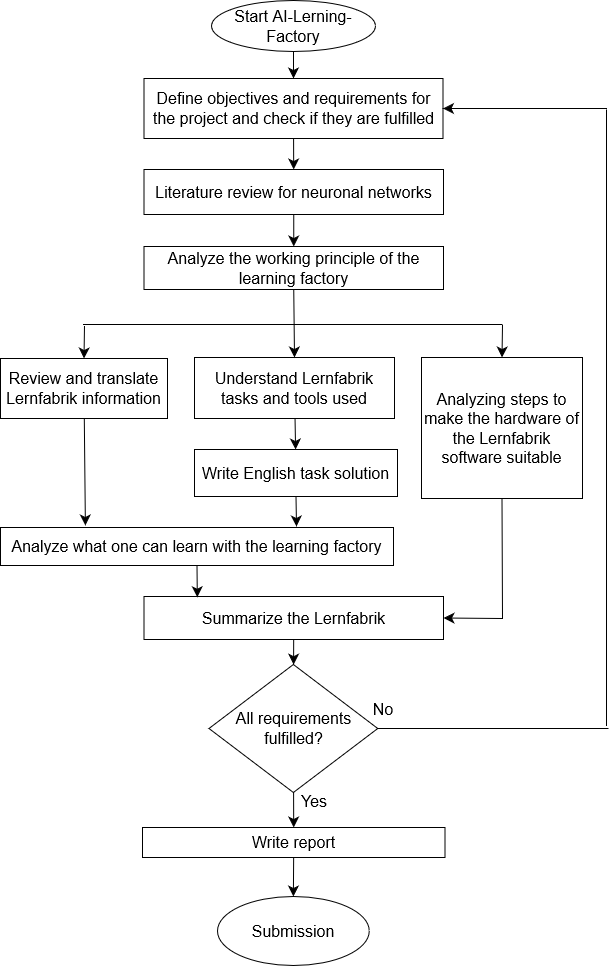 Start AI-Lerning-
Factory
Define objectives and requirements for
the project and check if they are fulfilled
Literature review for neuronal networks
Analyze the working principle of the
learning factory
Review and translate
Lernfabrik information
Understand Lernfabrik
tasks and tools used
Analyzing steps to
make the hardware of
the Lernfabrik
software suitable
Write English task solution
Analyze what one can learn with the learning factory
Summarize the Lernfabrik
All requirements
fulfilled?
No
Yes
Write report
Submission